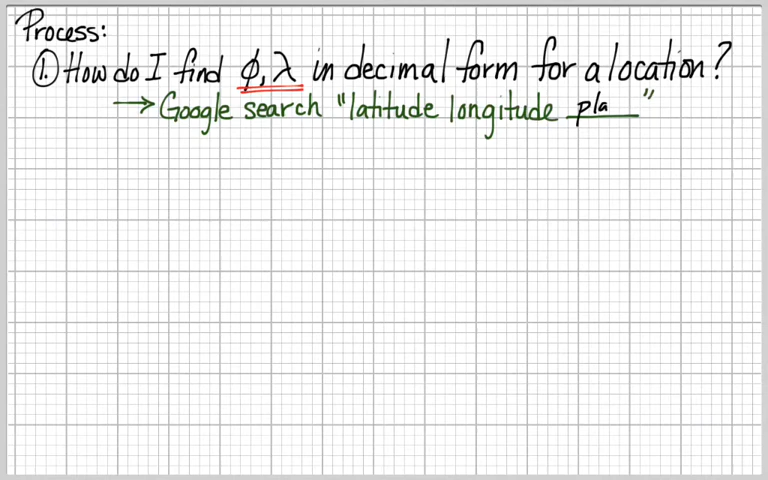 Process:
①. How do I find ϕ, λ in decimal form for a location?
→ Google search "latitude longitude pla "